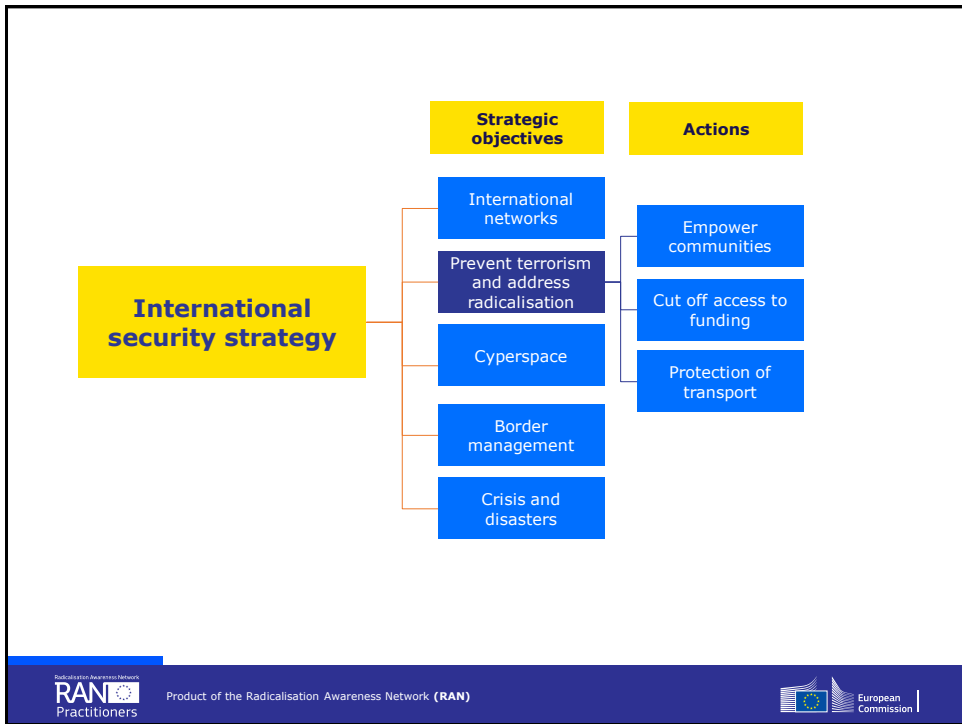 Strategic
objectives
Actions
International
networks
Empower
communities
Prevent terrorism
and address
radicalisation
International
security strategy
Cut off access to
funding
Cyperspace
Protection of
transport
Border
management
Crisis and
disasters
Radicalisation Awareness Network
RAN
Practitioners
Product of the Radicalisation Awareness Network (RAN)
European
Commission